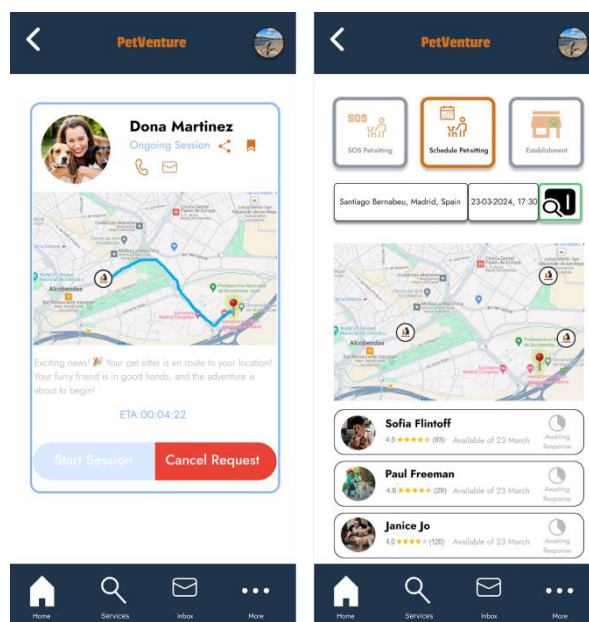 PetVenture
Dona Martinez
Ongoing Session
Alcobendas
Exciting news! 🎉 Your pet sitter is en route to your location!
Your furry friend is in good hands, and the adventure is
about to begin!
ETA 00:04:22
Start Session
Cancel Request
Home
Services
Inbox
More
PetVenture
SOS
SOS Pet-sitting
Schedule Pet-sitting
Establishment
Santiago Bernabeu, Madrid, Spain
23-03-2024, 17:30
Alcobendas
Sofia Flintoff
4.5 ★★★★★ (93) Available of 23 March
Awaiting
Response
Paul Freeman
4.6 ★★★★★ (29) Available of 23 March
Awaiting
Response
Janice Jo
4.0 ★★★★★ (120) Available of 23 March
Awaiting
Response
Home
Services
Inbox
More